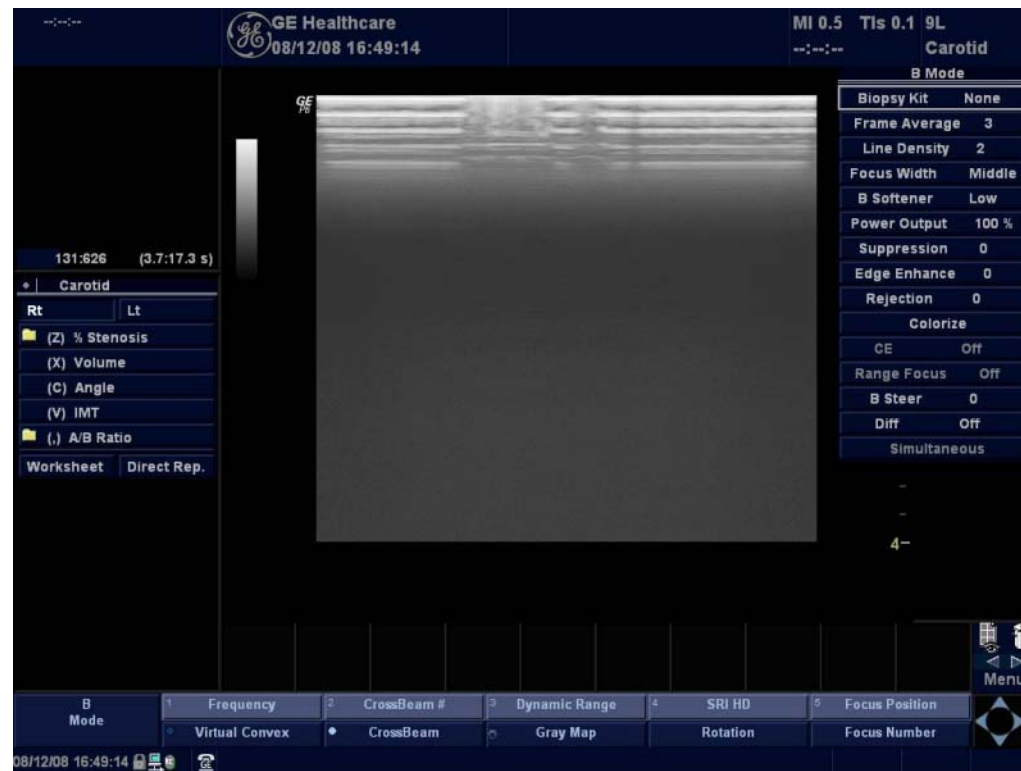 --:--:--
GE Healthcare
08/12/08 16:49:14
MI 0.5 TIs 0.1 9L
--:--:-- Carotid
B Mode
Biopsy Kit None
Frame Average 3
Line Density 2
Focus Width Middle
B Softener Low
Power Output 100 %
Suppression 0
Edge Enhance 0
Rejection 0
Colorize
CE Off
Range Focus Off
B Steer 0
Diff Off
Simultaneous
131:626 (3.7:17.3 s)
Carotid
Rt Lt
(Z) % Stenosis
(X) Volume
(C) Angle
(V) IMT
(,) A/B Ratio
Worksheet Direct Rep.
GE
4
Menu
B
Mode
1 Frequency 2 CrossBeam # 3 Dynamic Range 4 SRI HD 5 Focus Position
Virtual Convex CrossBeam Gray Map Rotation Focus Number
08/12/08 16:49:14